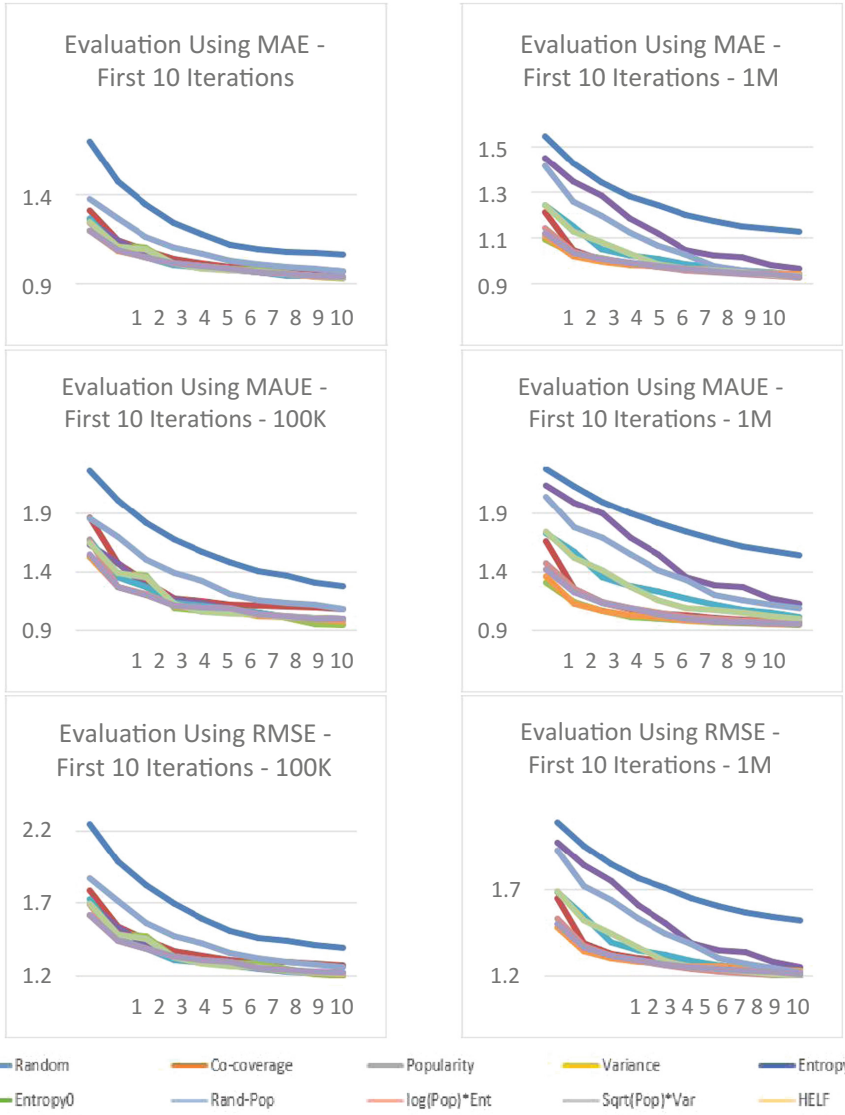 Evaluation Using MAE -
First 10 Iterations
1.4
0.9
1 2 3 4 5 6 7 8 9 10
Evaluation Using MAE -
First 10 Iterations - 1M
1.5
1.3
1.1
0.9
1 2 3 4 5 6 7 8 9 10
Evaluation Using MAUE -
First 10 Iterations - 100K
1.9
1.4
0.9
1 2 3 4 5 6 7 8 9 10
Evaluation Using MAUE -
First 10 Iterations - 1M
1.9
1.4
0.9
1 2 3 4 5 6 7 8 9 10
Evaluation Using RMSE -
First 10 Iterations - 100K
2.2
1.7
1.2
1 2 3 4 5 6 7 8 9 10
Evaluation Using RMSE -
First 10 Iterations - 1M
1.7
1.2
1 2 3 4 5 6 7 8 9 10
Random Co-coverage Popularity Variance Entropy
Entropy0 Rand-Pop log(Pop)*Ent Sqrt(Pop)*Var HELF